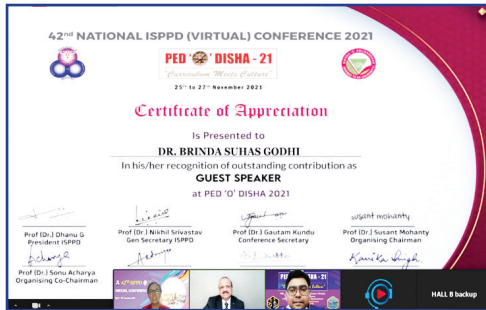 42nd NATIONAL ISPPD (VIRTUAL) CONFERENCE 2021
PED 'O' DISHA - 21
"Curriculum Meets Culture"
25th to 27th November 2021
Certificate of Appreciation
Is Presented to
DR. BRINDA SUHAS GODHI
In his/her recognition of outstanding contribution as
GUEST SPEAKER
at PED 'O' DISHA 2021
susant mohanty
Prof (Dr.) Dhanu G
President ISPPD
Prof (Dr.) Nikhil Srivastav
Gen Secretary ISPPD
Prof (Dr.) Gautam Kundu
Conference Secretary
Prof (Dr.) Susant Mohanty
Organising Chairman
Prof (Dr.) Sonu Acharya
Organising Co-Chairman
Kanika Singh
HALL B backup